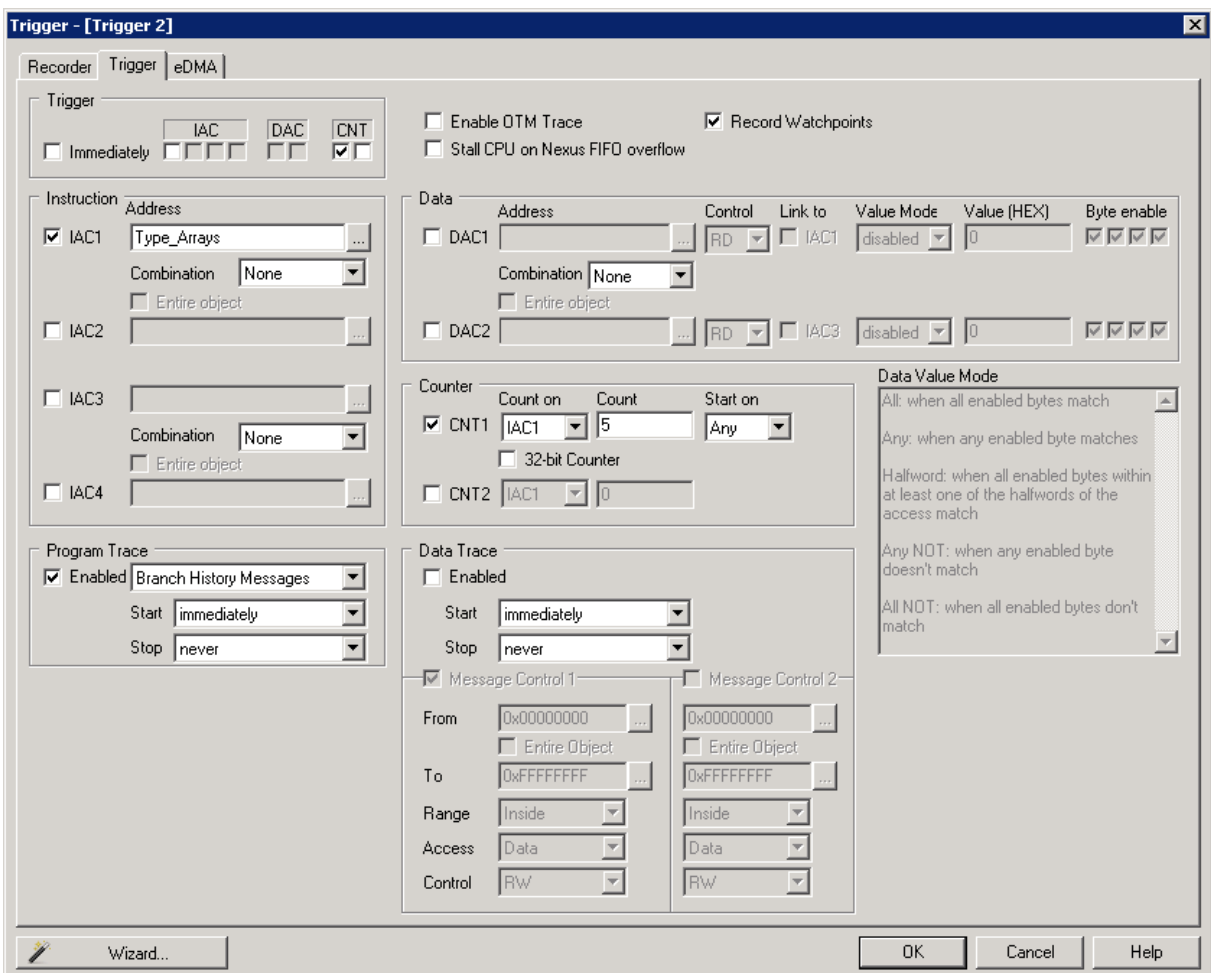 Trigger - [Trigger 2]
Recorder Trigger eDMA
Trigger
IAC DAC CNT
Immediately
Enable OTM Trace
Record Watchpoints
Stall CPU on Nexus FIFO overflow
Instruction
Address
IAC1 Type_Arrays ...
Combination None
Entire object
IAC2 ...
IAC3 ...
Combination None
Entire object
IAC4 ...
Data
Address Control Link to Value Mode Value (HEX) Byte enable
DAC1 ... RD IAC1 disabled 0
Combination None
Entire object
DAC2 ... RD IAC3 disabled 0
Counter
Count on Count Start on
CNT1 IAC1 5 Any
32-bit Counter
CNT2 IAC1 0
Data Value Mode
All: when all enabled bytes match
Any: when any enabled byte matches
Halfword: when all enabled bytes within
at least one of the halfwords of the
access match
Any NOT: when any enabled byte
doesn't match
All NOT: when all enabled bytes don't
match
Program Trace
Enabled Branch History Messages
Start immediately
Stop never
Data Trace
Enabled
Start immediately
Stop never
Message Control 1 Message Control 2
From 0x00000000 ... 0x00000000 ...
Entire Object Entire Object
To 0xFFFFFFFF ... 0xFFFFFFFF ...
Range Inside Inside
Access Data Data
Control RW RW
Wizard... OK Cancel Help